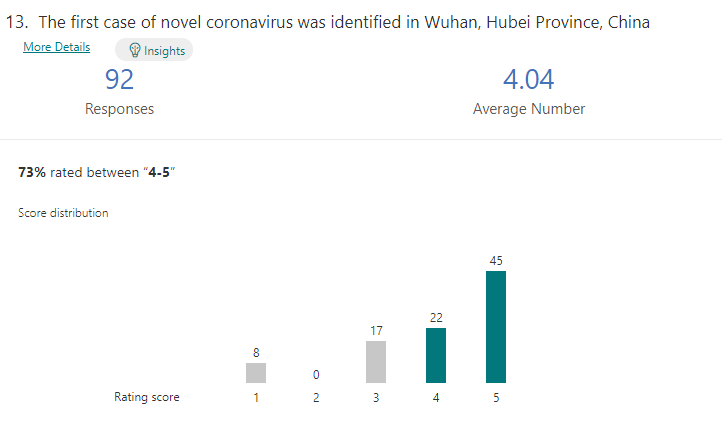 13. The first case of novel coronavirus was identified in Wuhan, Hubei Province, China
More Details
Insights
92
4.04
Responses
Average Number
73% rated between “4-5”
Score distribution
45
22
17
8
0
Rating score 1 2 3 4 5